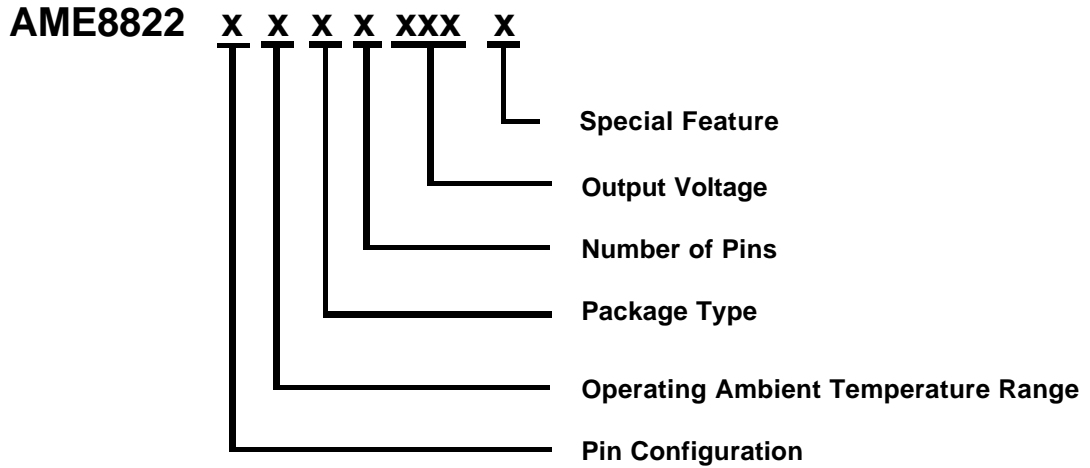 AME8822 x x x x xxx x
Special Feature
Output Voltage
Number of Pins
Package Type
Operating Ambient Temperature Range
Pin Configuration